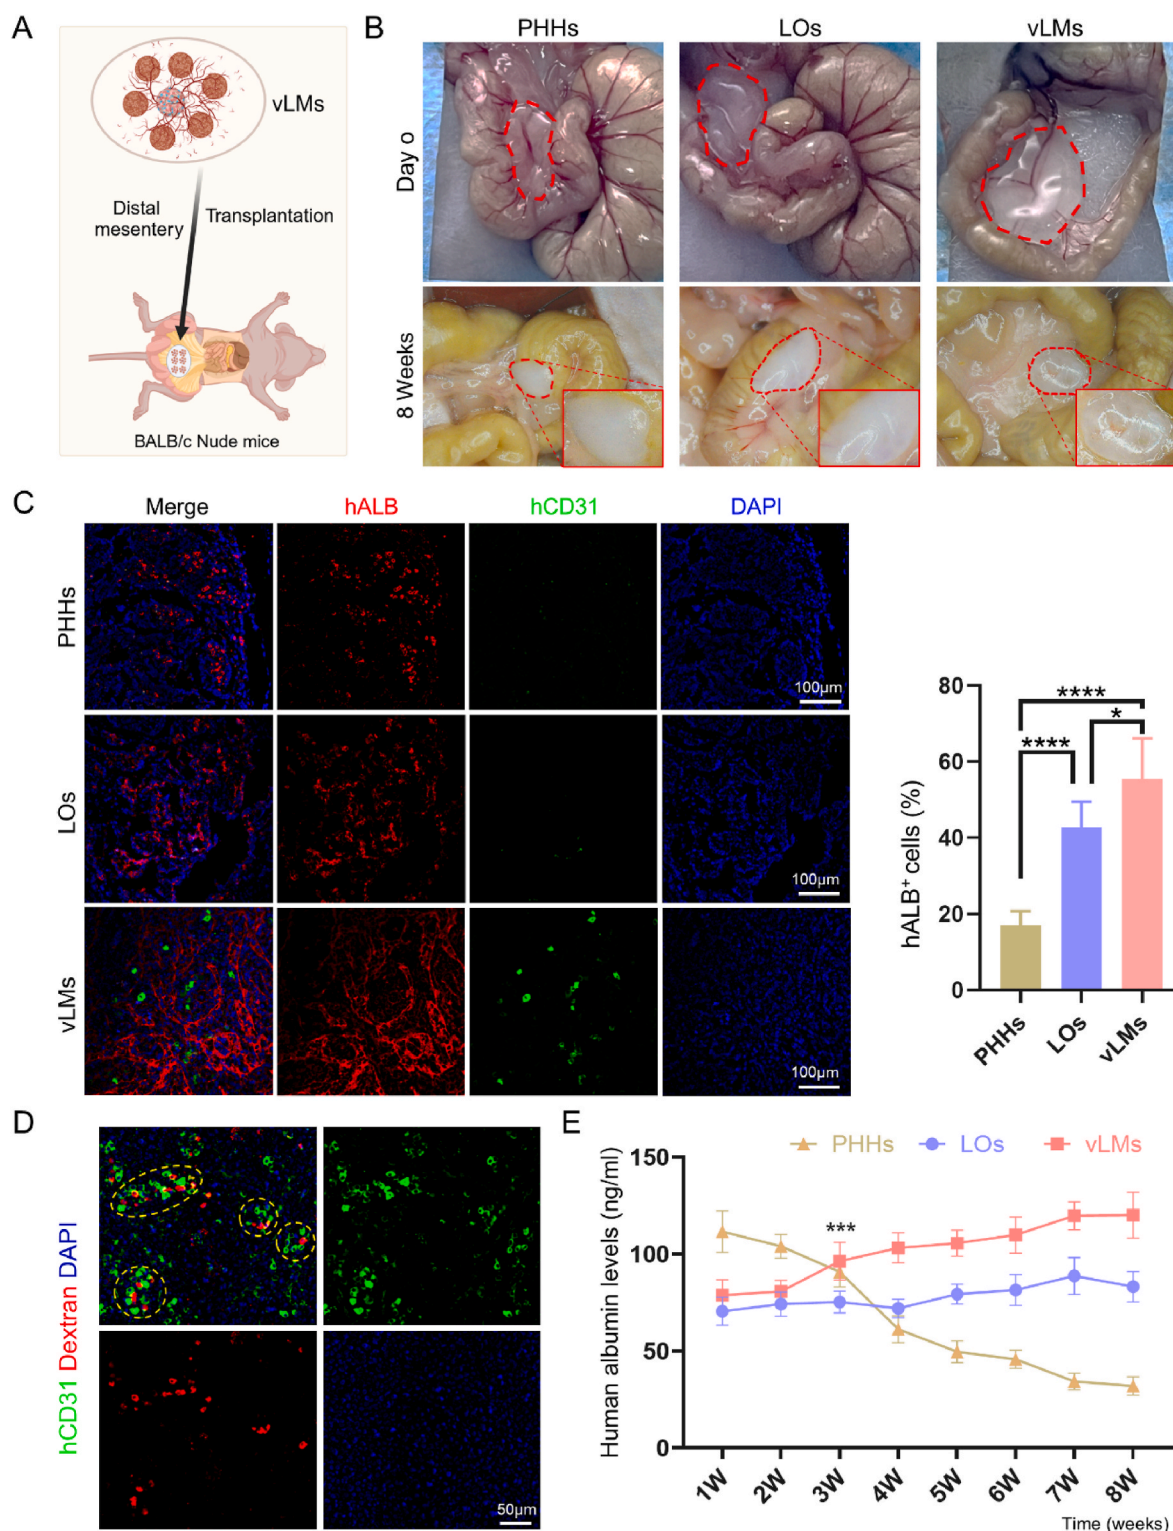 A
vLMs
Distal
mesentery
Transplantation
BALB/c Nude mice
B
PHHs
LOs
vLMs
Day 0
8 Weeks
C
Merge
hALB
hCD31
DAPI
PHHs
100μm
LOs
100μm
vLMs
100μm
hALB⁺ cells (%)
80
60
40
20
0
****
****
*
PHHs
LOs
vLMs
D
hCD31 Dextran DAPI
50μm
E
PHHs
LOs
vLMs
Human albumin levels (ng/ml)
150
100
50
0
***
1W
2W
3W
4W
5W
6W
7W
8W
Time (weeks)